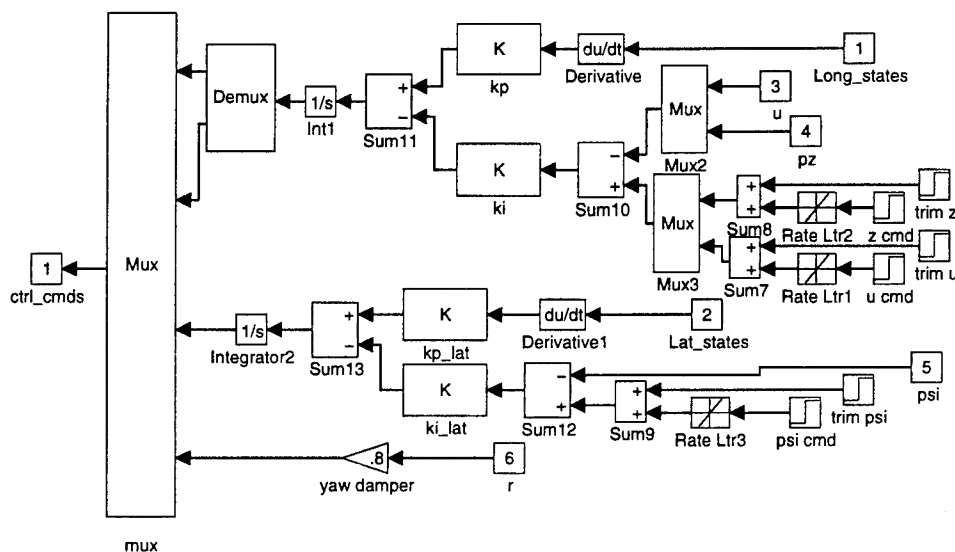 K
kp
du/dt
Derivative
1
Long_states
Demux
1/s
Int1
+
−
Sum11
K
ki
−
+
Sum10
Mux
Mux2
3
u
4
pz
Mux
Mux3
+
+
Sum8
Rate Ltr2
z cmd
trim z
+
+
Sum7
Rate Ltr1
u cmd
trim u
Mux
mux
1
ctrl_cmds
1/s
Integrator2
+
−
Sum13
K
kp_lat
du/dt
Derivative1
2
Lat_states
K
ki_lat
−
+
Sum12
+
+
Sum9
Rate Ltr3
psi cmd
trim psi
5
psi
.8
yaw damper
6
r